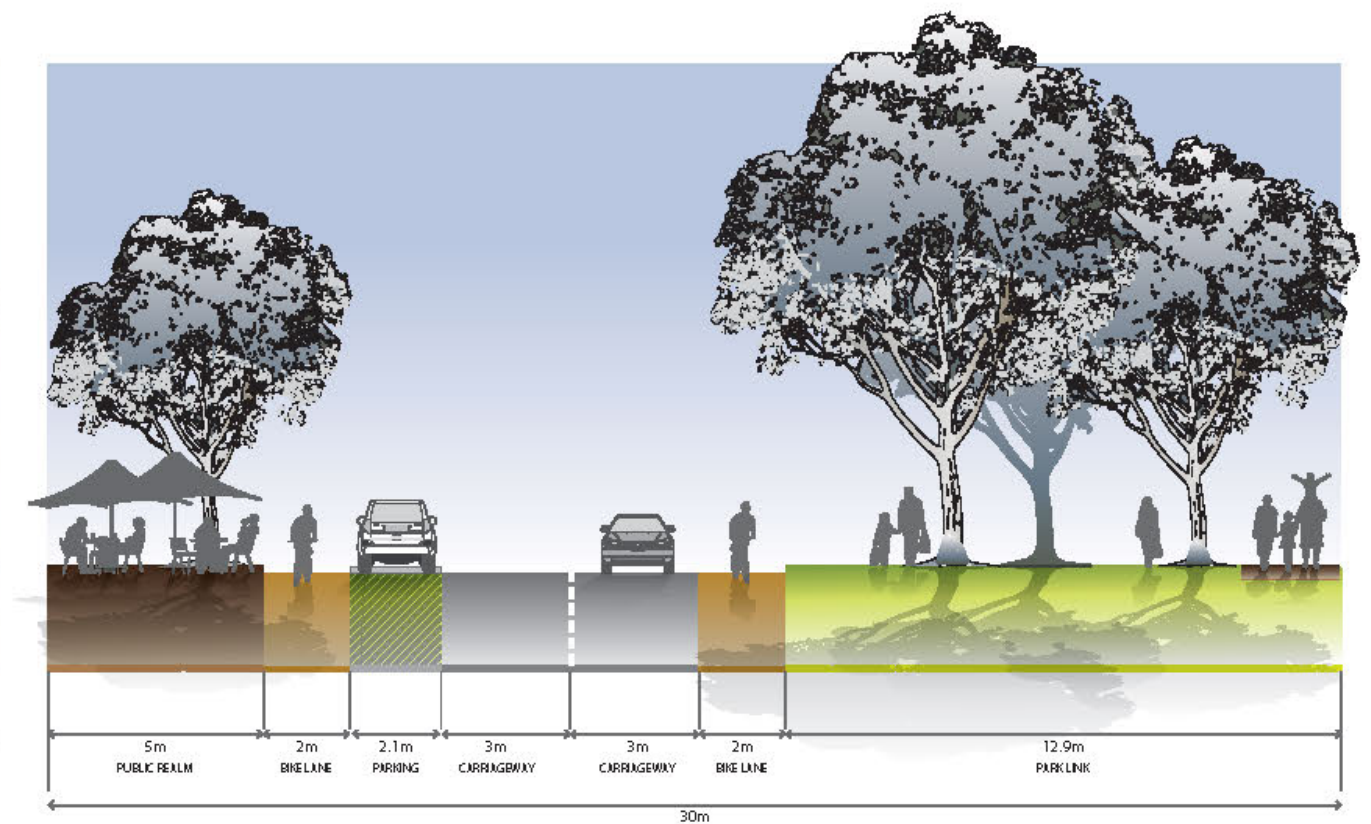 5m
PUBLIC REALM
2m
BIKE LANE
2.1m
PARKING
3m
CARRIAGEWAY
3m
CARRIAGEWAY
2m
BIKE LANE
12.9m
PARK LINK
30m